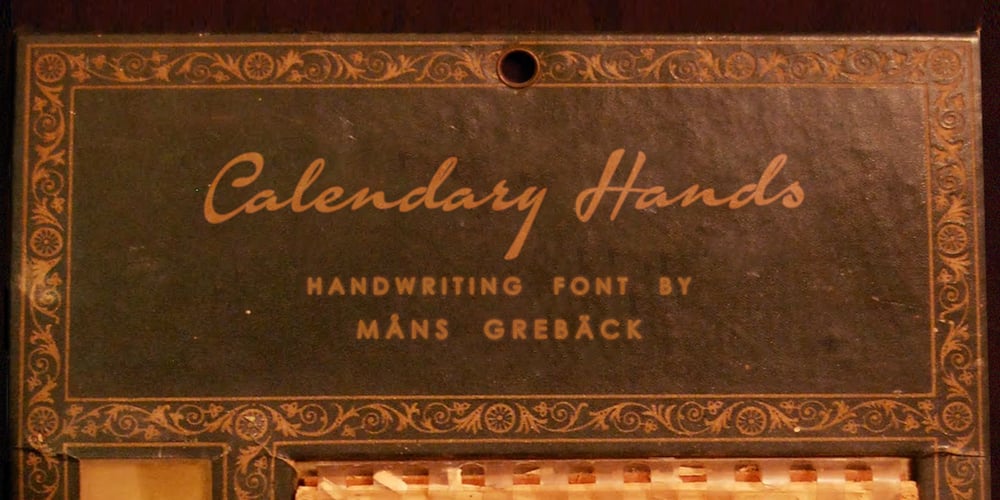 Calendary Hands
HANDWRITING FONT BY
MÅNS GREBÄCK